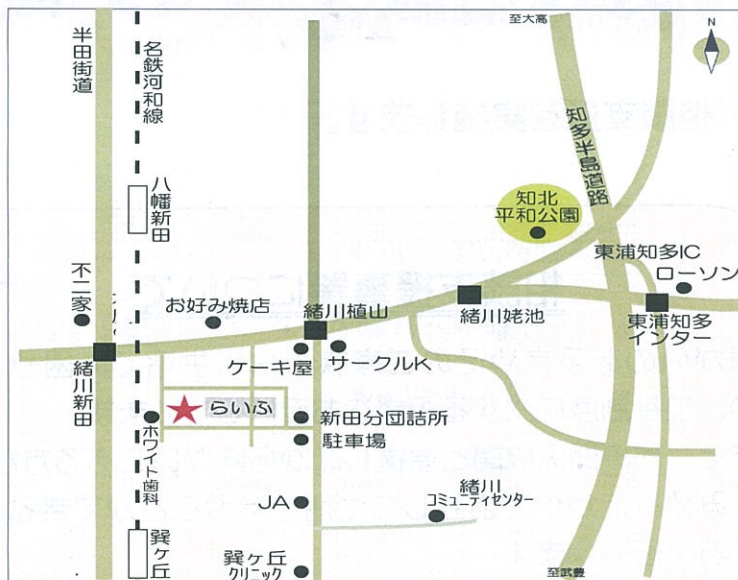 至大高
N
半田街道
名鉄河和線
知多半島道路
八幡新田
知北
平和公園
東浦知多IC
ローソン
不二家
お好み焼店
緒川植山
緒川姥池
東浦知多
インター
緒川新田
ケーキ屋
サークルK
らいふ
新田分団詰所
駐車場
ホワイト歯科
JA
緒川
コミュニティセンター
巽ヶ丘
巽ヶ丘
クリニック
至武豊